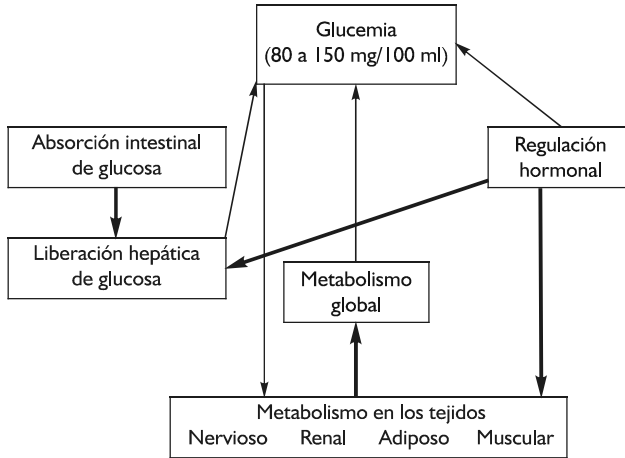 Glucemia
(80 a 150 mg/100 ml)
Absorción intestinal
de glucosa
Regulación
hormonal
Liberación hepática
de glucosa
Metabolismo
global
Metabolismo en los tejidos
Nervioso Renal Adiposo Muscular